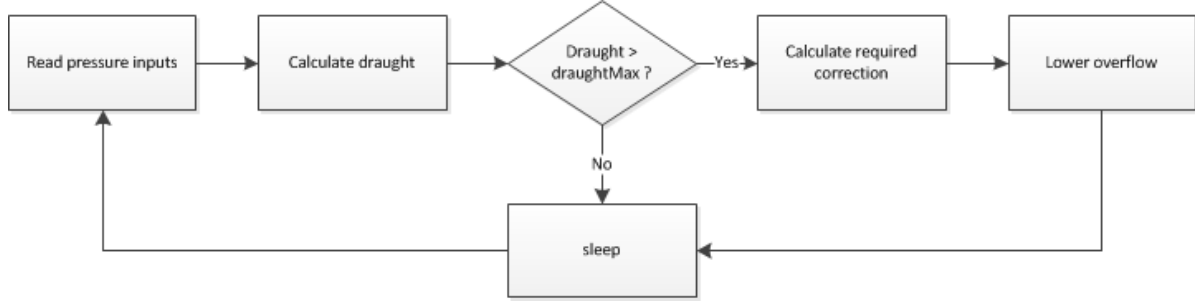 Read pressure inputs
Calculate draught
Draught >
draughtMax ?
Yes
Calculate required
correction
Lower overflow
No
sleep